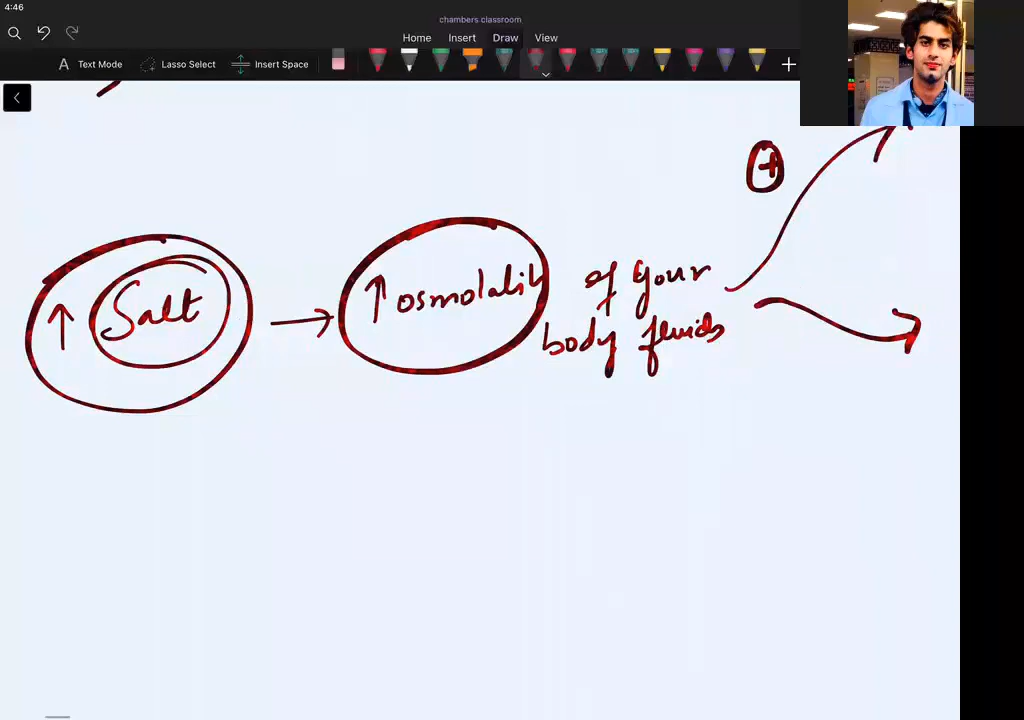 4:46
chambers classroom
Home Insert Draw View
Text Mode Lasso Select Insert Space
+
↑ Salt → ↑ osmolality of your
body fluids